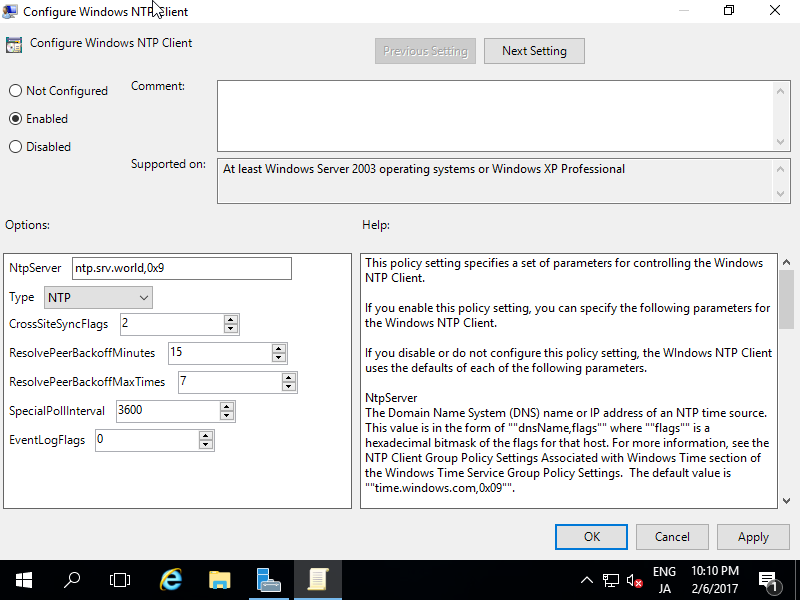 Configure Windows NTP Client
Configure Windows NTP Client
Previous Setting
Next Setting
Not Configured
Enabled
Disabled
Comment:
Supported on:
At least Windows Server 2003 operating systems or Windows XP Professional
Options:
Help:
NtpServer
ntp.srv.world,0x9
Type
NTP
CrossSiteSyncFlags
2
ResolvePeerBackoffMinutes
15
ResolvePeerBackoffMaxTimes
7
SpecialPollInterval
3600
EventLogFlags
0
This policy setting specifies a set of parameters for controlling the Windows
NTP Client.
If you enable this policy setting, you can specify the following parameters for
the Windows NTP Client.
If you disable or do not configure this policy setting, the WIndows NTP Client
uses the defaults of each of the following parameters.
NtpServer
The Domain Name System (DNS) name or IP address of an NTP time source.
This value is in the form of ""dnsName,flags"" where ""flags"" is a
hexadecimal bitmask of the flags for that host. For more information, see the
NTP Client Group Policy Settings Associated with Windows Time section of
the Windows Time Service Group Policy Settings.  The default value is
""time.windows.com,0x09"".
OK
Cancel
Apply
ENG
JA
10:10 PM
2/6/2017
1